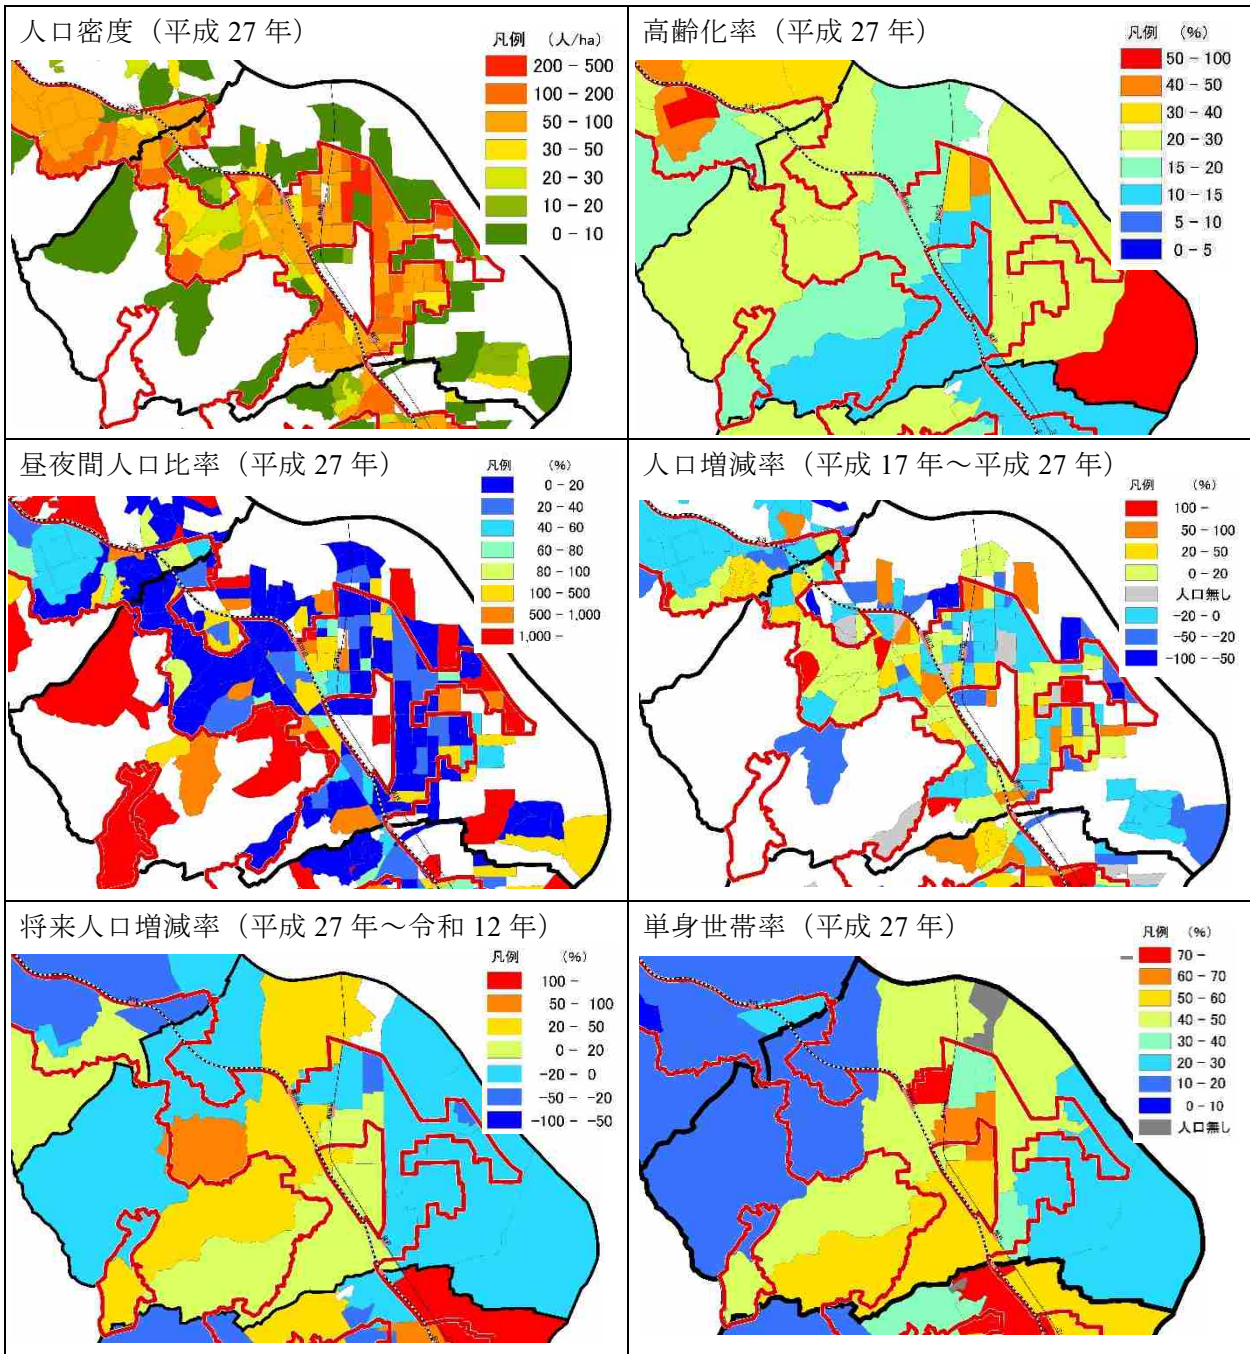 人口密度（平成 27 年）
凡例 （人/ha）
200 - 500
100 - 200
50 - 100
30 - 50
20 - 30
10 - 20
0 - 10
高齢化率（平成 27 年）
凡例 （%）
50 - 100
40 - 50
30 - 40
20 - 30
15 - 20
10 - 15
5 - 10
0 - 5
昼夜間人口比率（平成 27 年）
凡例 （%）
0 - 20
20 - 40
40 - 60
60 - 80
80 - 100
100 - 500
500 - 1,000
1,000 -
人口増減率（平成 17 年～平成 27 年）
凡例 （%）
100 -
50 - 100
20 - 50
0 - 20
人口無し
-20 - 0
-50 - -20
-100 - -50
将来人口増減率（平成 27 年～令和 12 年）
凡例 （%）
100 -
50 - 100
20 - 50
0 - 20
-20 - 0
-50 - -20
-100 - -50
単身世帯率（平成 27 年）
凡例 （%）
70 -
60 - 70
50 - 60
40 - 50
30 - 40
20 - 30
10 - 20
0 - 10
人口無し